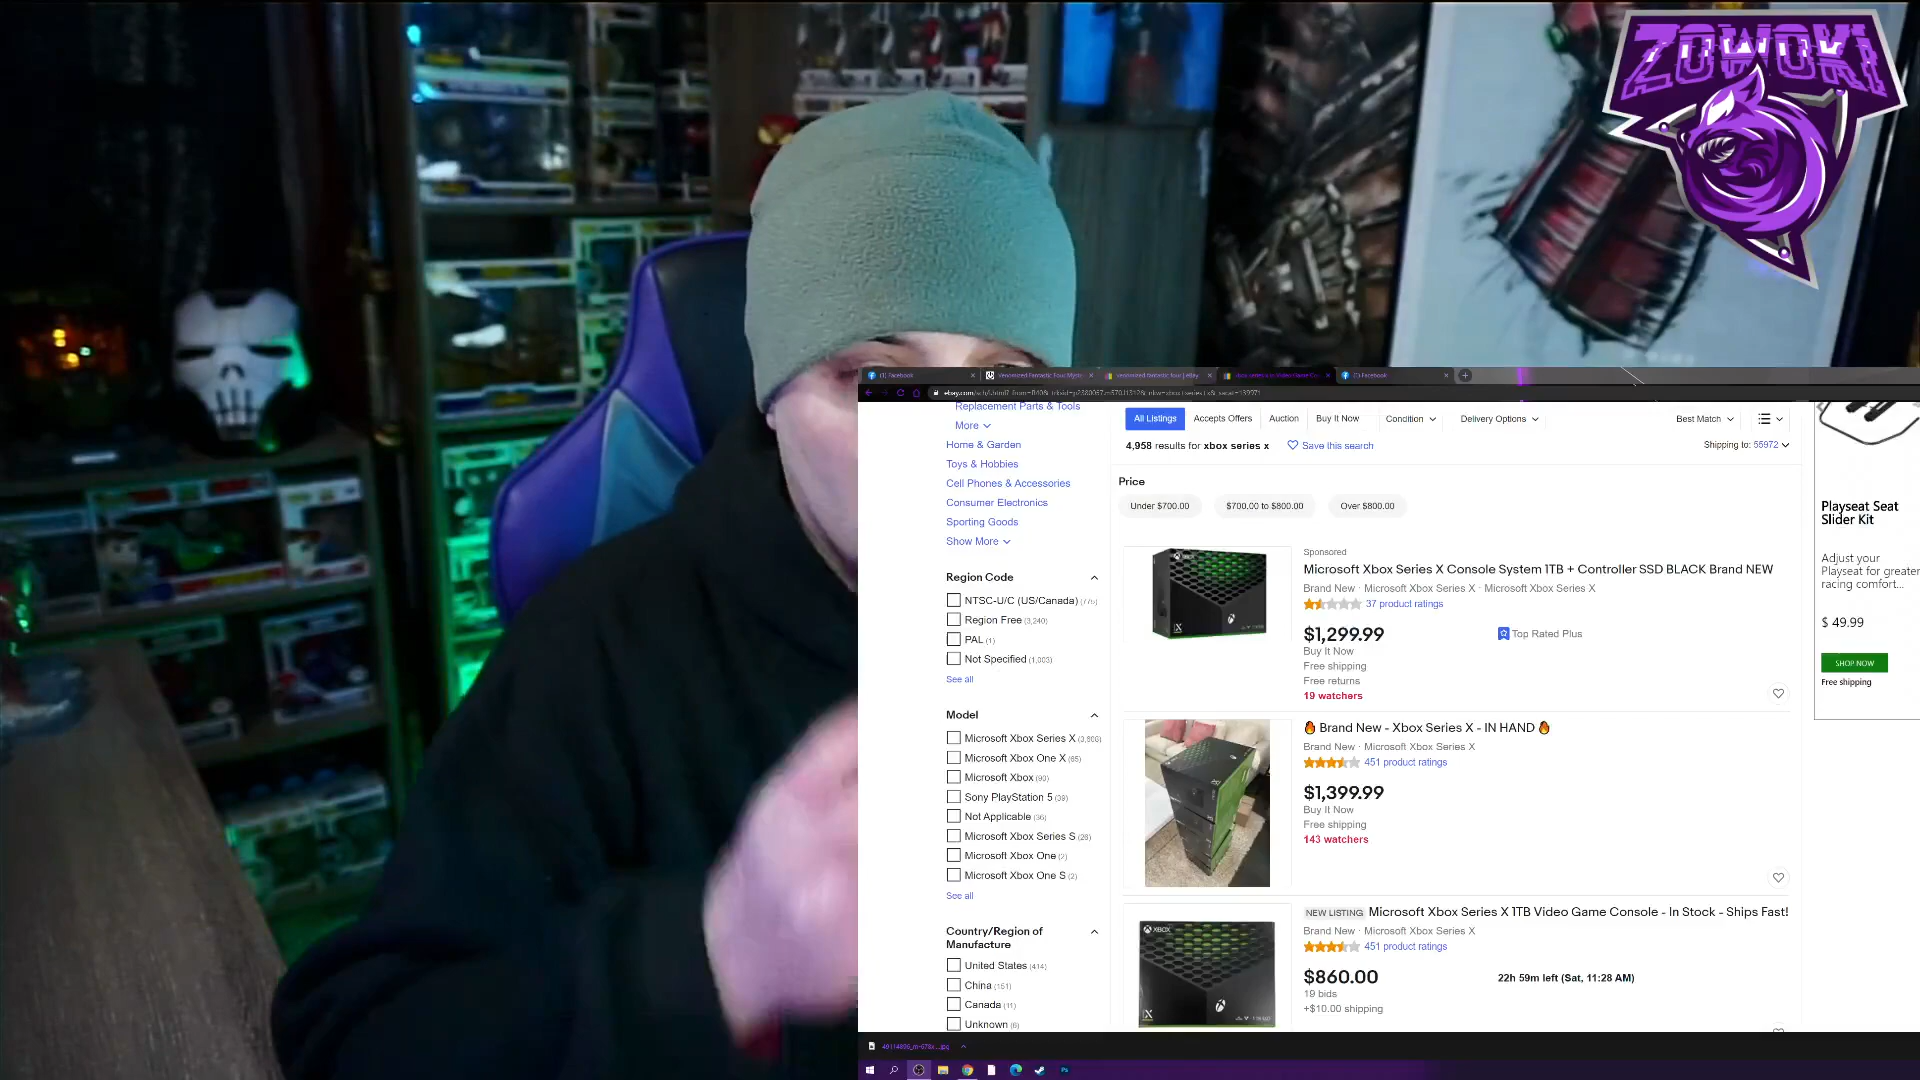 ZOWOKI
(1) Facebook
(1) Facebook
Replacement Parts & Tools
More
Home & Garden
Toys & Hobbies
Cell Phones & Accessories
Consumer Electronics
Sporting Goods
Show More
Region Code
NTSC-U/C (US/Canada) (775)
Region Free (3,240)
PAL (1)
Not Specified (1,003)
See all
Model
Microsoft Xbox Series X (3,608)
Microsoft Xbox One X (65)
Microsoft Xbox (90)
Sony PlayStation 5 (39)
Not Applicable (36)
Microsoft Xbox Series S (26)
Microsoft Xbox One (2)
Microsoft Xbox One S (2)
See all
Country/Region of
Manufacture
United States (414)
China (151)
Canada (11)
Unknown (6)
All Listings Accepts Offers Auction Buy It Now Condition Delivery Options Best Match
4,958 results for xbox series x Save this search Shipping to: 55972
Price
Under $700.00 $700.00 to $800.00 Over $800.00
Sponsored
Microsoft Xbox Series X Console System 1TB + Controller SSD BLACK Brand NEW
Brand New · Microsoft Xbox Series X · Microsoft Xbox Series X
37 product ratings
$1,299.99 Top Rated Plus
Buy It Now
Free shipping
Free returns
19 watchers
Brand New - Xbox Series X - IN HAND
Brand New · Microsoft Xbox Series X
451 product ratings
$1,399.99
Buy It Now
Free shipping
143 watchers
XBOX
NEW LISTING Microsoft Xbox Series X 1TB Video Game Console - In Stock - Ships Fast!
Brand New · Microsoft Xbox Series X
451 product ratings
$860.00 22h 59m left (Sat, 11:28 AM)
19 bids
+$10.00 shipping
Playseat Seat
Slider Kit
Adjust your
Playseat for greater
racing comfort...
$ 49.99
SHOP NOW
Free shipping